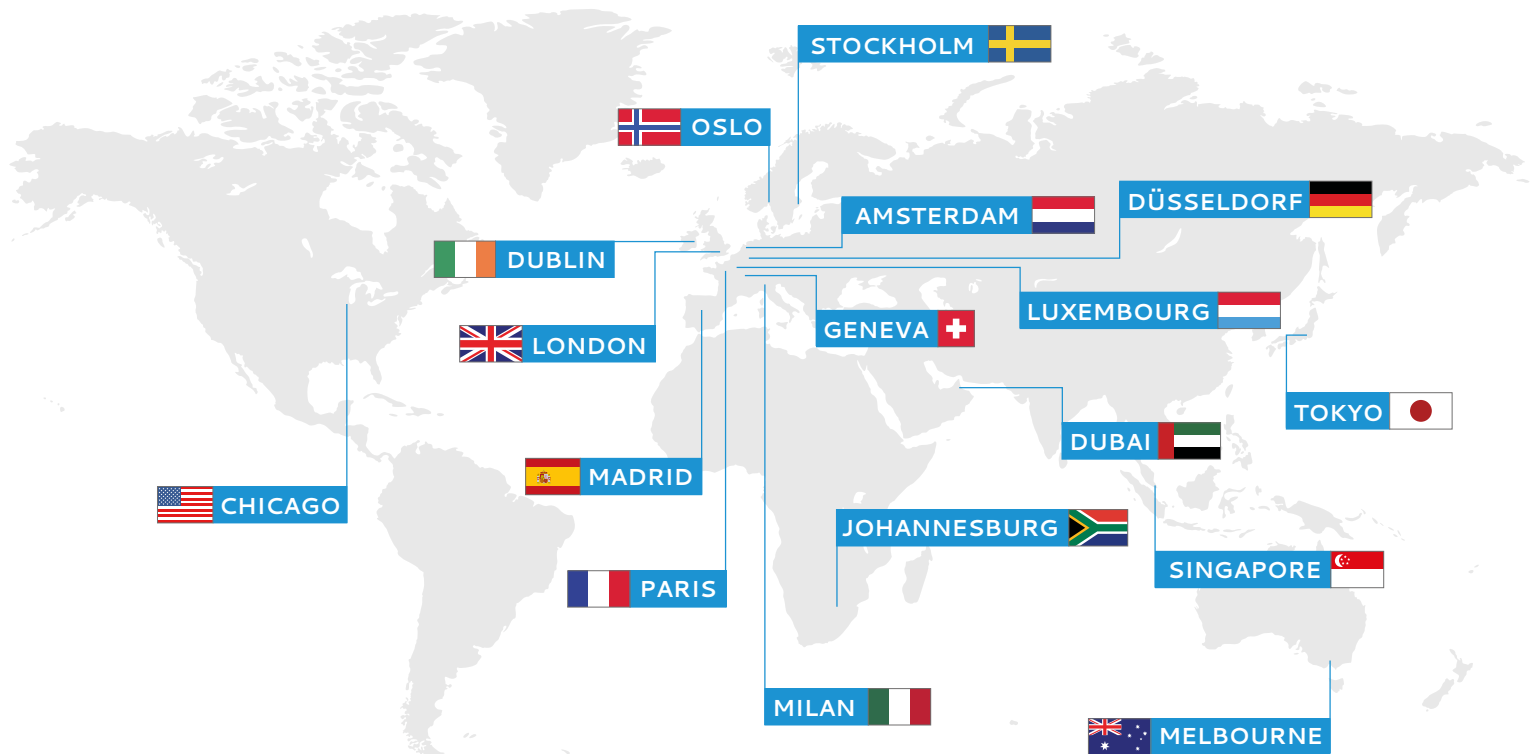 STOCKHOLM
OSLO
DÜSSELDORF
AMSTERDAM
DUBLIN
LUXEMBOURG
GENEVA
LONDON
TOKYO
DUBAI
MADRID
CHICAGO
JOHANNESBURG
SINGAPORE
PARIS
MILAN
MELBOURNE